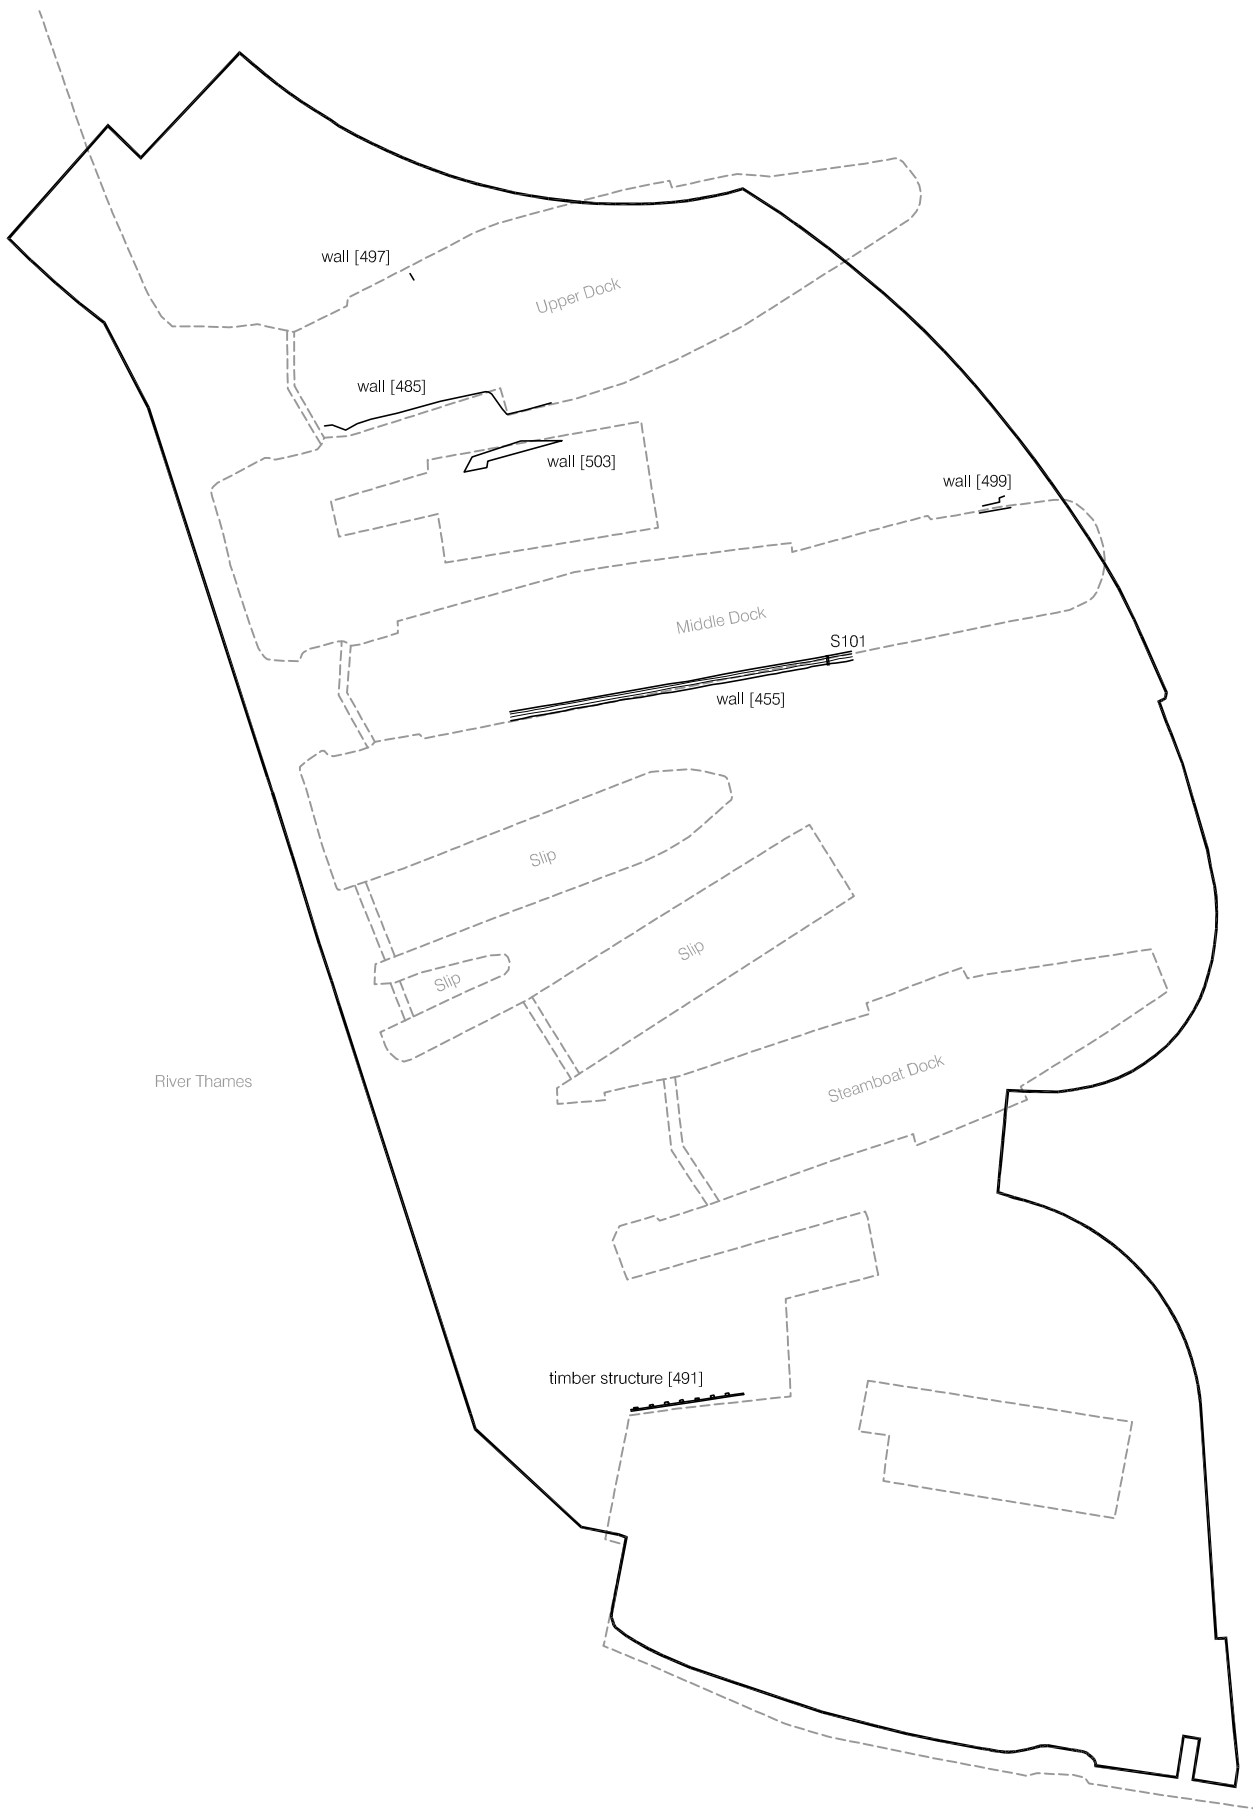 wall [497]
Upper Dock
wall [485]
wall [503]
wall [499]
Middle Dock
S101
wall [455]
Slip
Slip
Slip
River Thames
Steamboat Dock
timber structure [491]